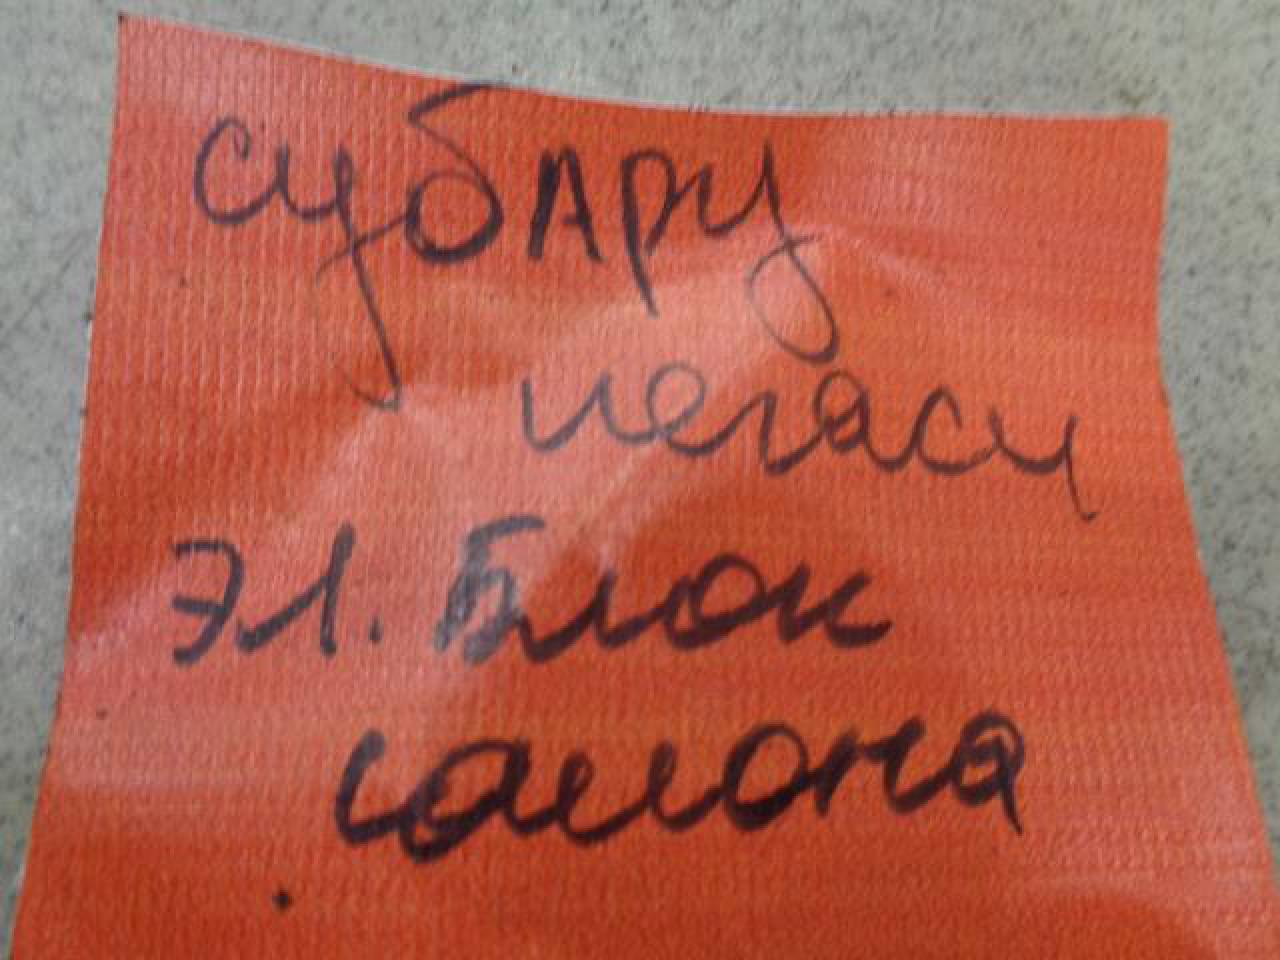 субару
легаси
эл. Блок
салона